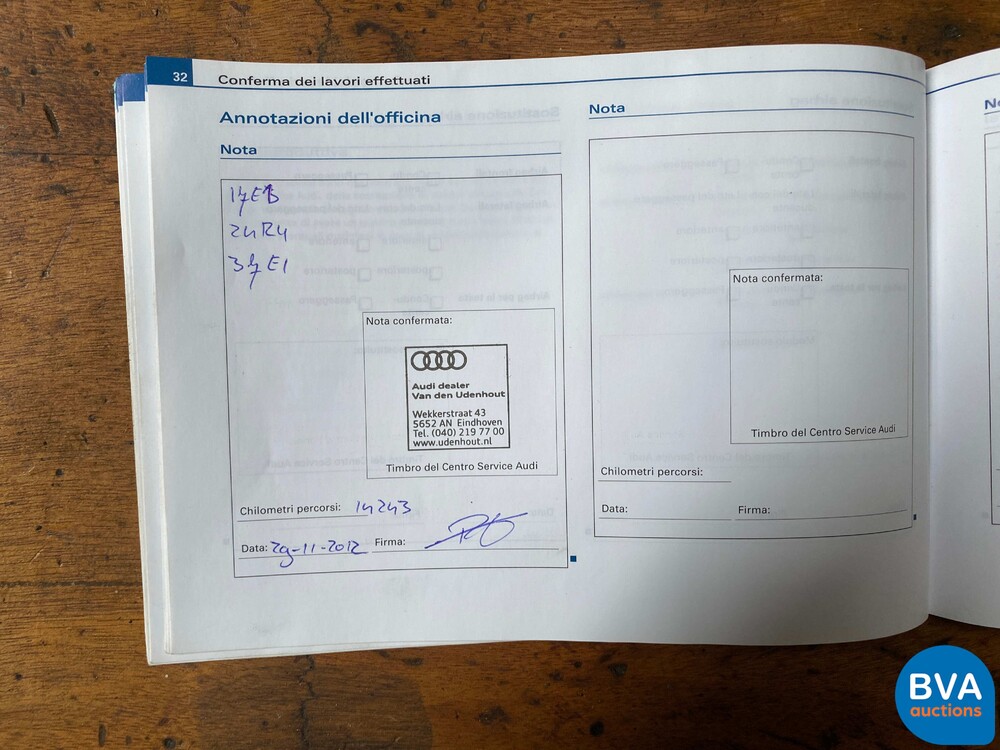 32 Conferma dei lavori effettuati
Annotazioni dell'officina
Nota
24R4
Nota confermata:
Audi dealer
Van den Udenhout
Wekkerstraat 43
5652 AN Eindhoven
Tel. (040) 219 77 00
www.udenhout.nl
Timbro del Centro Service Audi
Chilometri percorsi: 14243
Data: 29-11-2012 Firma:
Nota
Nota confermata:
Timbro del Centro Service Audi
Chilometri percorsi:
Data: Firma:
BVA
auctions